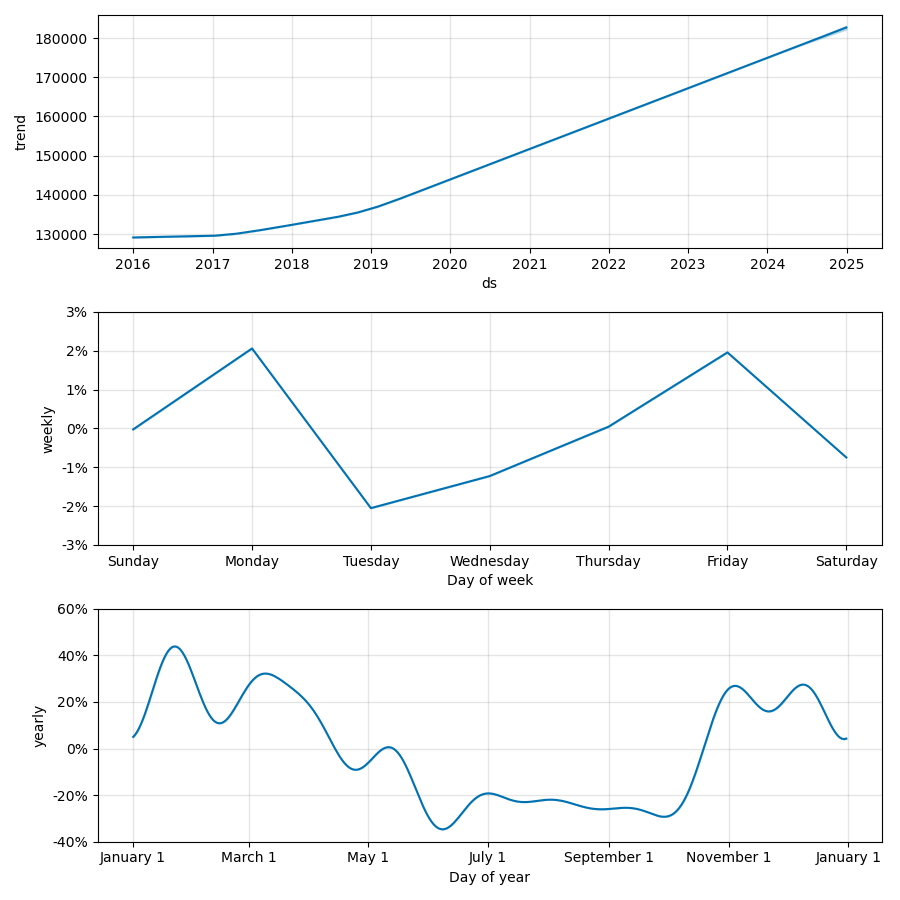 180000
170000
160000
150000
140000
130000
trend
2016 2017 2018 2019 2020 2021 2022 2023 2024 2025
ds
3%
2%
1%
0%
-1%
-2%
-3%
weekly
Sunday Monday Tuesday Wednesday Thursday Friday Saturday
Day of week
60%
40%
20%
0%
-20%
-40%
yearly
January 1 March 1 May 1 July 1 September 1 November 1 January 1
Day of year